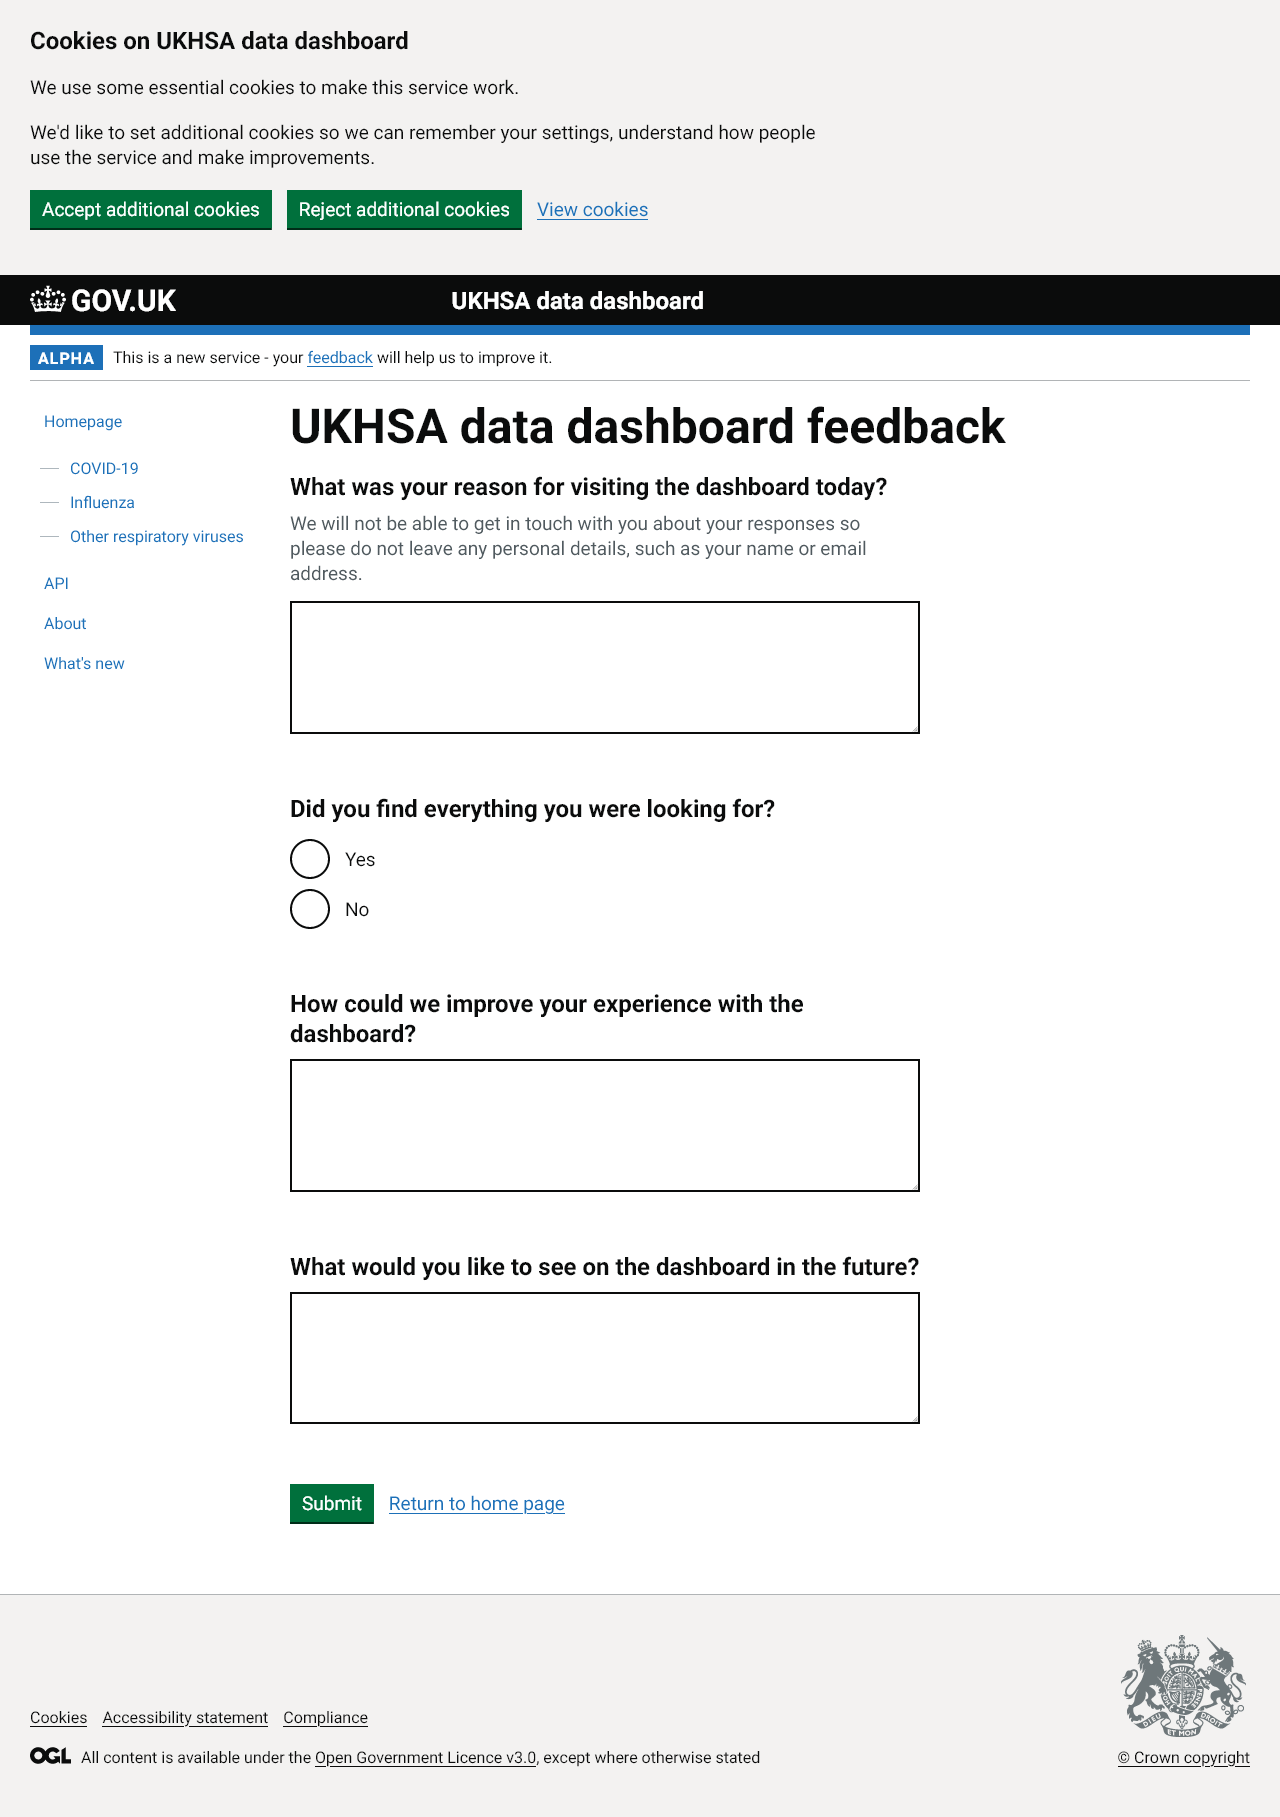 Cookies on UKHSA data dashboard
We use some essential cookies to make this service work.
We'd like to set additional cookies so we can remember your settings, understand how people
use the service and make improvements.
Accept additional cookies Reject additional cookies View cookies
GOV.UK UKHSA data dashboard
ALPHA This is a new service - your feedback will help us to improve it.
Homepage
COVID-19
Influenza
Other respiratory viruses
API
About
What's new
UKHSA data dashboard feedback
What was your reason for visiting the dashboard today?
We will not be able to get in touch with you about your responses so
please do not leave any personal details, such as your name or email
address.
Did you find everything you were looking for?
Yes
No
How could we improve your experience with the
dashboard?
What would you like to see on the dashboard in the future?
Submit Return to home page
Cookies Accessibility statement Compliance
OGL All content is available under the Open Government Licence v3.0, except where otherwise stated
DIEU ET MON DROIT
© Crown copyright